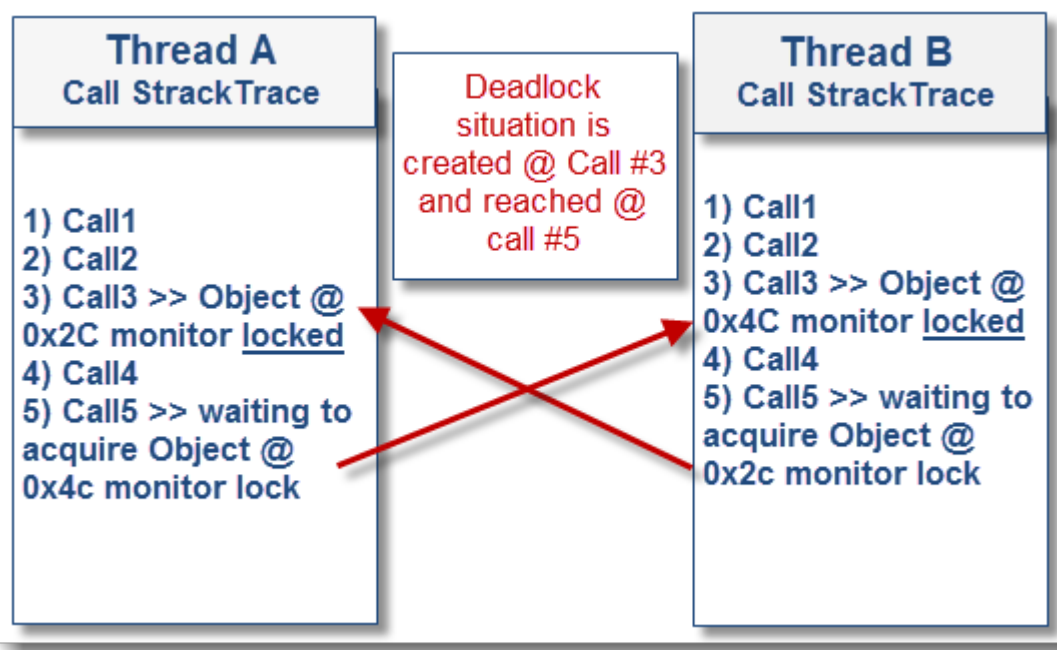 Thread A
Call StrackTrace
1) Call1
2) Call2
3) Call3 >> Object @
0x2C monitor locked
4) Call4
5) Call5 >> waiting to
acquire Object @
0x4c monitor lock
Deadlock
situation is
created @ Call #3
and reached @
call #5
Thread B
Call StrackTrace
1) Call1
2) Call2
3) Call3 >> Object @
0x4C monitor locked
4) Call4
5) Call5 >> waiting to
acquire Object @
0x2c monitor lock